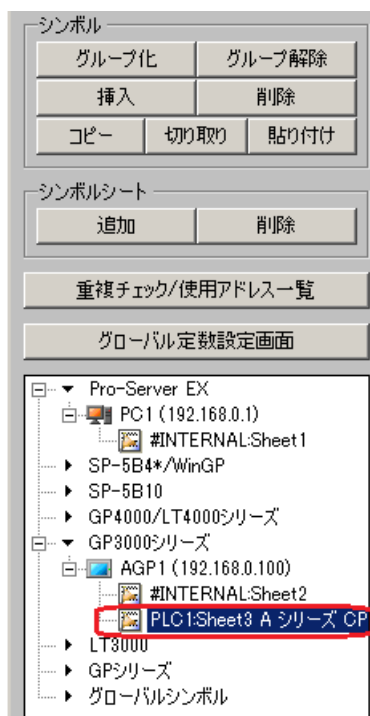 シンボル
グループ化 グループ解除
挿入 削除
コピー 切り取り 貼り付け
シンボルシート
追加 削除
重複チェック/使用アドレス一覧
グローバル定数設定画面
Pro-Server EX
PC1 (192.168.0.1)
#INTERNAL:Sheet1
SP-5B4*/WinGP
SP-5B10
GP4000/LT4000シリーズ
GP3000シリーズ
AGP1 (192.168.0.100)
#INTERNAL:Sheet2
PLC1:Sheet3 A シリーズ CP
LT3000
GPシリーズ
グローバルシンボル